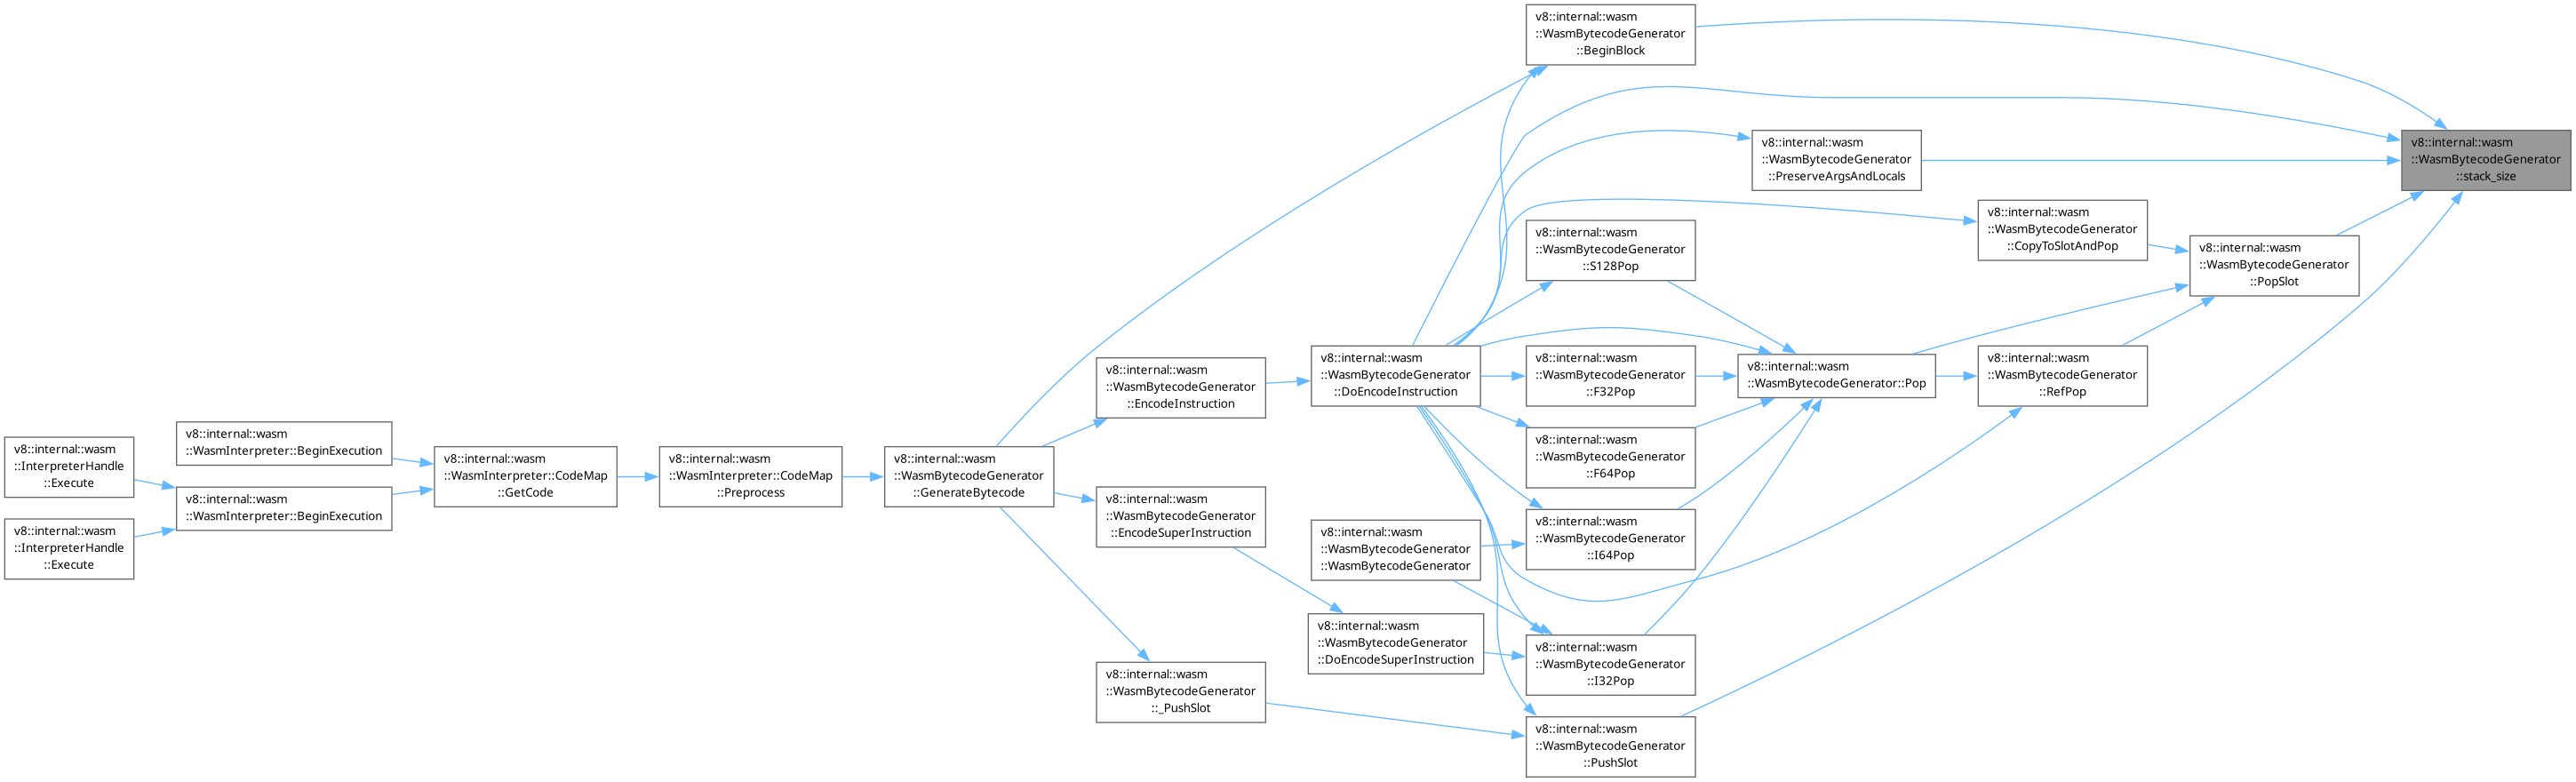 v8::internal::wasm
::InterpreterHandle
::Execute
v8::internal::wasm
::InterpreterHandle
::Execute
v8::internal::wasm
::WasmInterpreter::BeginExecution
v8::internal::wasm
::WasmInterpreter::BeginExecution
v8::internal::wasm
::WasmInterpreter::CodeMap
::GetCode
v8::internal::wasm
::WasmInterpreter::CodeMap
::Preprocess
v8::internal::wasm
::WasmBytecodeGenerator
::GenerateBytecode
v8::internal::wasm
::WasmBytecodeGenerator
::EncodeInstruction
v8::internal::wasm
::WasmBytecodeGenerator
::EncodeSuperInstruction
v8::internal::wasm
::WasmBytecodeGenerator
::_PushSlot
v8::internal::wasm
::WasmBytecodeGenerator
::DoEncodeInstruction
v8::internal::wasm
::WasmBytecodeGenerator
::WasmBytecodeGenerator
v8::internal::wasm
::WasmBytecodeGenerator
::DoEncodeSuperInstruction
v8::internal::wasm
::WasmBytecodeGenerator
::BeginBlock
v8::internal::wasm
::WasmBytecodeGenerator
::S128Pop
v8::internal::wasm
::WasmBytecodeGenerator
::F32Pop
v8::internal::wasm
::WasmBytecodeGenerator
::F64Pop
v8::internal::wasm
::WasmBytecodeGenerator
::I64Pop
v8::internal::wasm
::WasmBytecodeGenerator
::I32Pop
v8::internal::wasm
::WasmBytecodeGenerator
::PushSlot
v8::internal::wasm
::WasmBytecodeGenerator
::PreserveArgsAndLocals
v8::internal::wasm
::WasmBytecodeGenerator::Pop
v8::internal::wasm
::WasmBytecodeGenerator
::CopyToSlotAndPop
v8::internal::wasm
::WasmBytecodeGenerator
::RefPop
v8::internal::wasm
::WasmBytecodeGenerator
::PopSlot
v8::internal::wasm
::WasmBytecodeGenerator
::stack_size